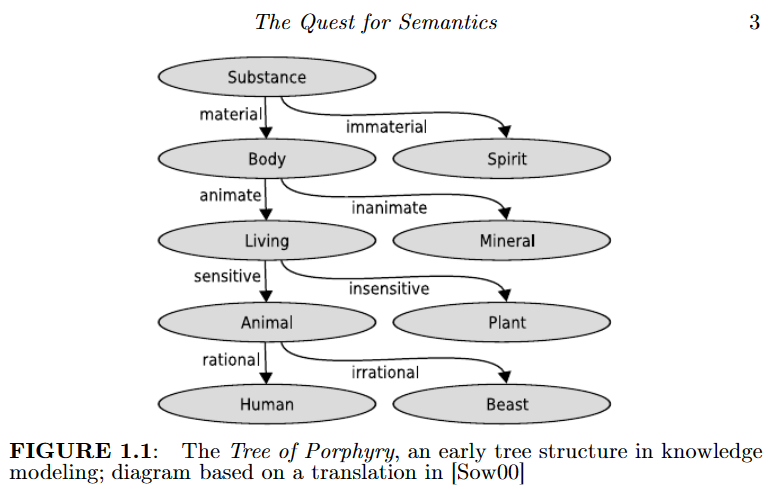 The Quest for Semantics 3
Substance
material
immaterial
Body Spirit
animate
inanimate
Living Mineral
sensitive
insensitive
Animal Plant
rational
irrational
Human Beast
FIGURE 1.1: The Tree of Porphyry, an early tree structure in knowledge
modeling; diagram based on a translation in [Sow00]